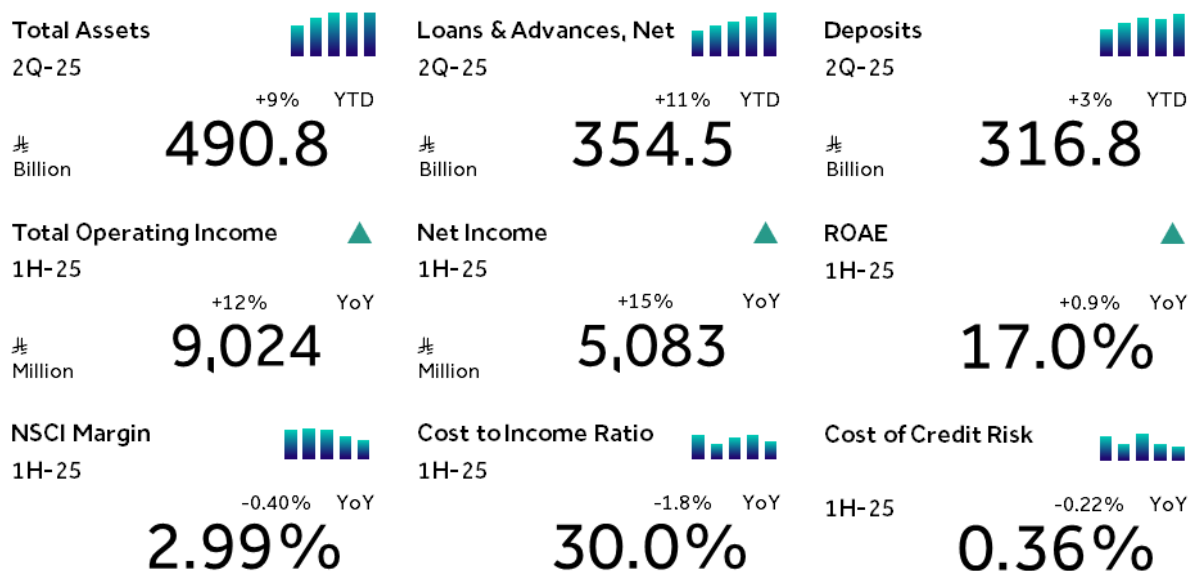 Total Assets
2Q-25
+9% YTD
490.8
Billion
Loans & Advances, Net
2Q-25
+11% YTD
354.5
Billion
Deposits
2Q-25
+3% YTD
316.8
Billion
Total Operating Income
1H-25
+12% YoY
9,024
Million
Net Income
1H-25
+15% YoY
5,083
Million
ROAE
1H-25
+0.9% YoY
17.0%
NSCI Margin
1H-25
-0.40% YoY
2.99%
Cost to Income Ratio
1H-25
-1.8% YoY
30.0%
Cost of Credit Risk
1H-25
-0.22% YoY
0.36%